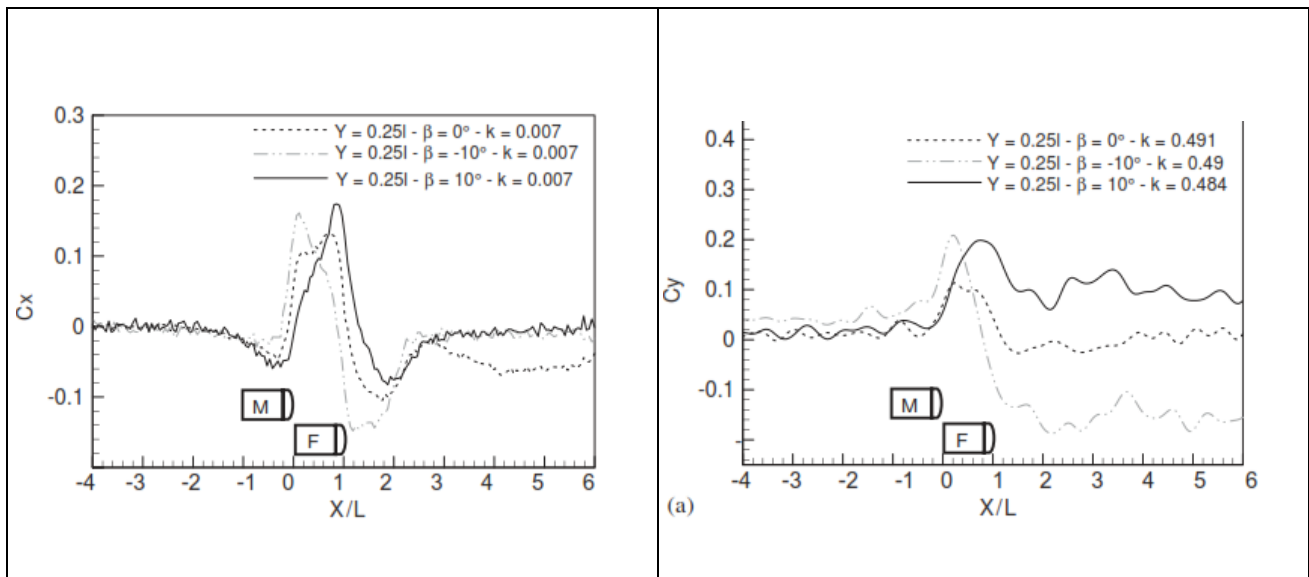 0.3
Y = 0.25l - β = 0° - k = 0.007
Y = 0.25l - β = -10° - k = 0.007
Y = 0.25l - β = 10° - k = 0.007
0.2
0.1
Cx
0
-0.1
M
F
-4 -3 -2 -1 0 1 2 3 4 5 6
X/L
0.4
Y = 0.25l - β = 0° - k = 0.491
Y = 0.25l - β = -10° - k = 0.49
Y = 0.25l - β = 10° - k = 0.484
0.3
0.2
0.1
Cy
0
-0.1
-
M
F
-4 -3 -2 -1 0 1 2 3 4 5 6
(a)
X/L